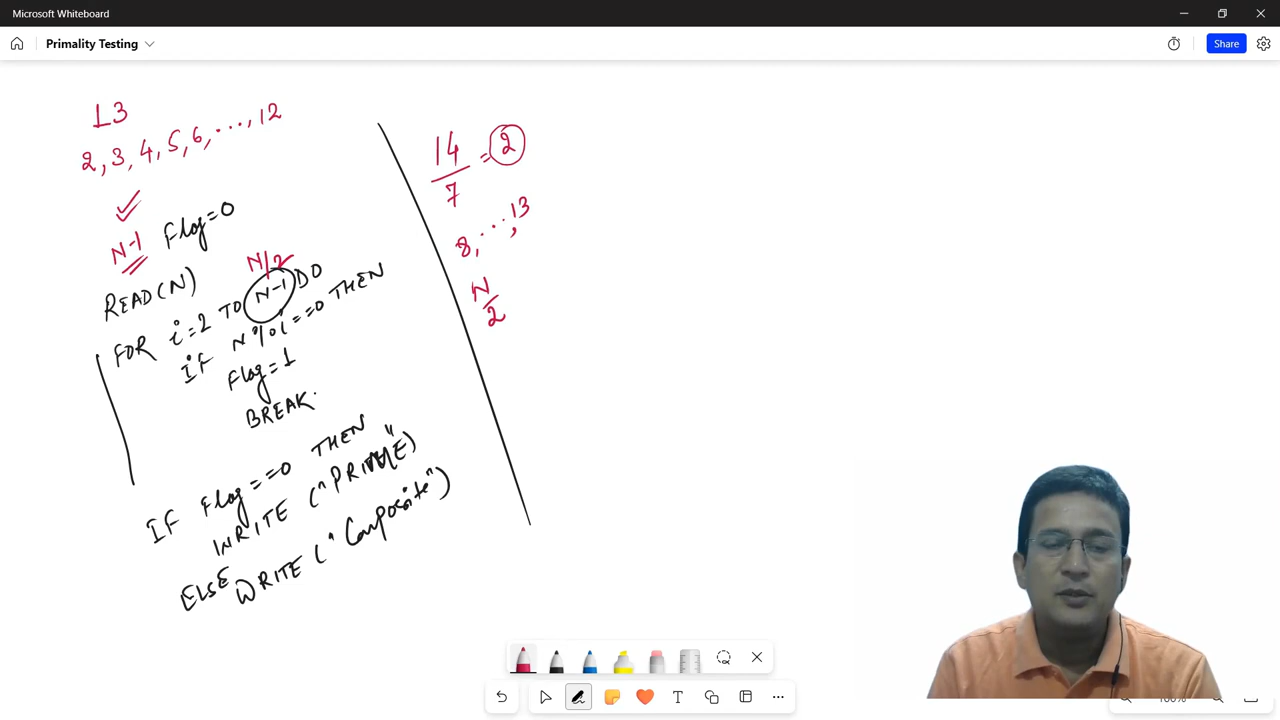 Microsoft Whiteboard
Primality Testing
Share
13
2, 3, 4, 5, 6, ..., 12
N-1 Flag=0
READ(N)
N/2
FOR i=2 TO N-1 DO
IF N%i==0 THEN
Flag=1
BREAK.
IF Flag==0 THEN
WRITE ("PRIME")
ELSE WRITE ("Composite")
14
7
= 2
8, ..., 13
N
2